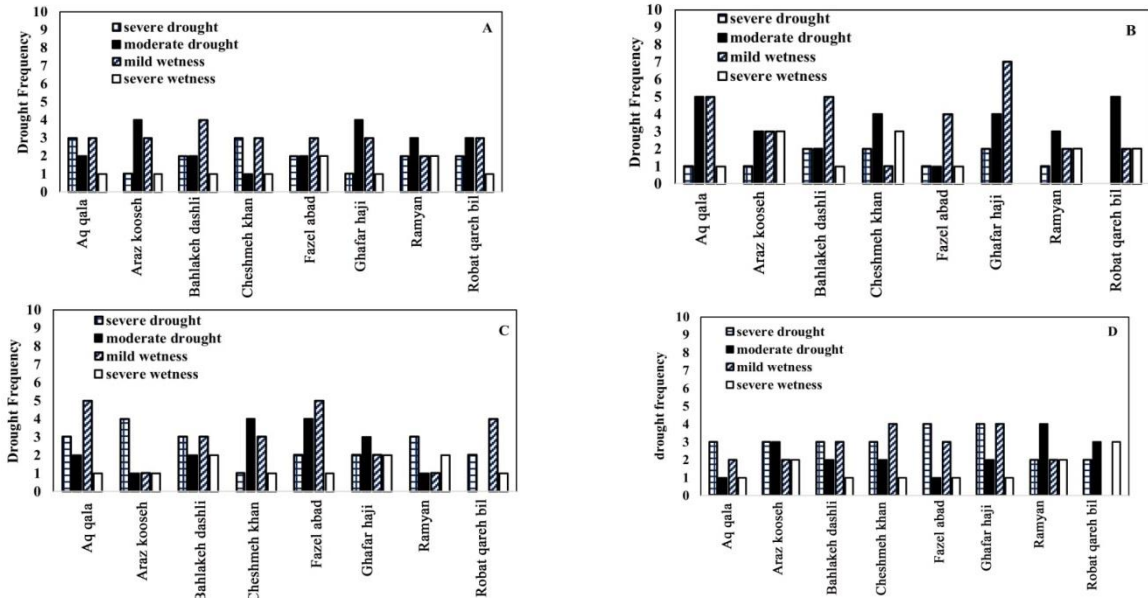 A
severe drought
moderate drought
mild wetness
severe wetness
Drought Frequency
10
9
8
7
6
5
4
3
2
1
0
Aq qala
Araz kooseh
Bahlakeh dashli
Cheshmeh khan
Fazel abad
Ghafar haji
Ramyan
Robat qareh bil
B
severe drought
moderate drought
mild wetness
severe wetness
Drought Frequency
10
9
8
7
6
5
4
3
2
1
0
Aq qala
Araz kooseh
Bahlakeh dashli
Cheshmeh khan
Fazel abad
Ghafar haji
Ramyan
Robat qareh bil
C
severe drought
moderate drought
mild wetness
severe wetness
Drought Frequency
10
9
8
7
6
5
4
3
2
1
0
Aq qala
Araz kooseh
Bahlakeh dashli
Cheshmeh khan
Fazel abad
Ghafar haji
Ramyan
Robat qareh bil
D
severe drought
moderate drought
mild wetness
severe wetness
drought frequency
10
9
8
7
6
5
4
3
2
1
0
Aq qala
Araz kooseh
Bahlakeh dashli
Cheshmeh khan
Fazel abad
Ghafar haji
Ramyan
Robat qareh bil